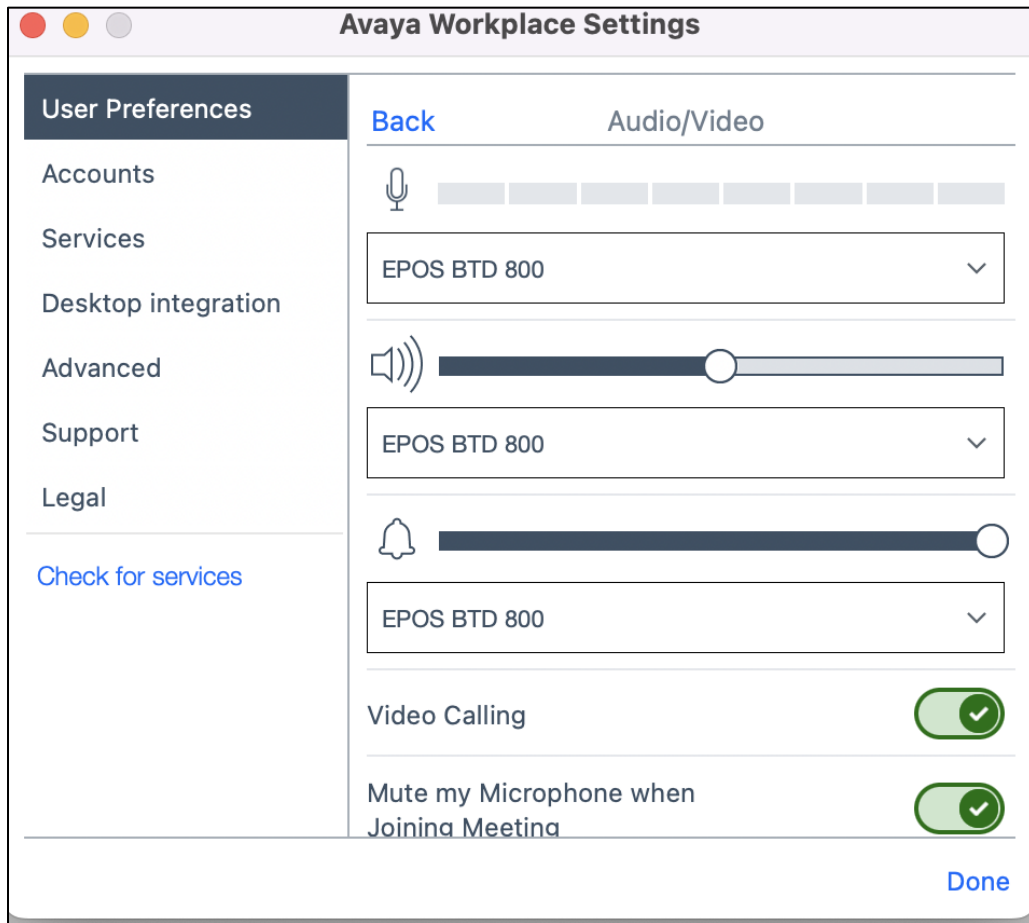 Avaya Workplace Settings
User Preferences
Accounts
Services
Desktop integration
Advanced
Support
Legal
Check for services
Back
Audio/Video
EPOS BTD 800
EPOS BTD 800
EPOS BTD 800
Video Calling
Mute my Microphone when
Joining Meeting
Done